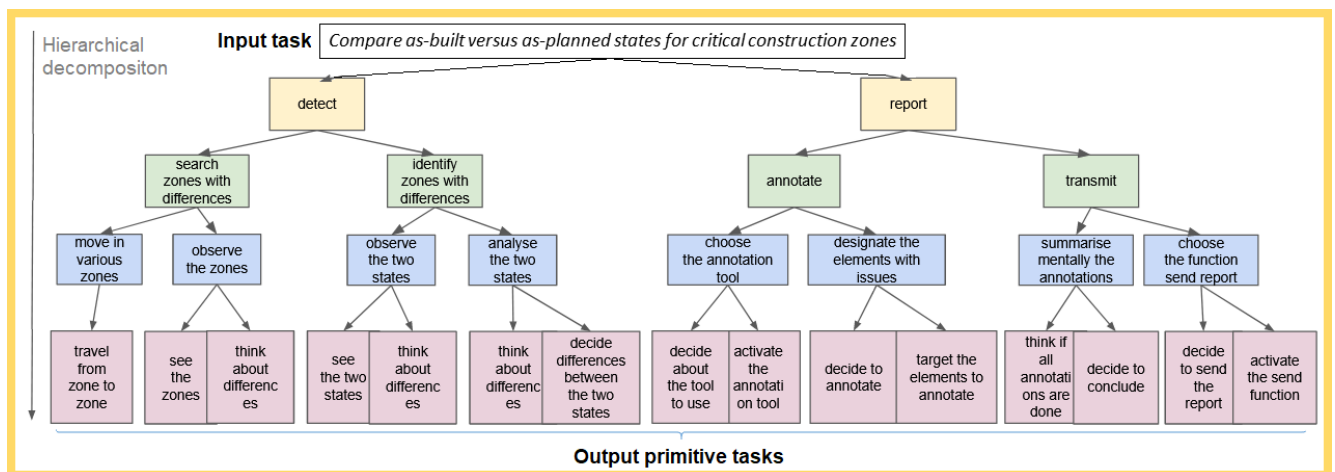 Hierarchical
decompositon
Input task
Compare as-built versus as-planned states for critical construction zones
detect
report
search
zones with
differences
identify
zones with
differences
annotate
transmit
move in
various
zones
observe
the zones
observe
the two
states
analyse
the two
states
choose
the annotation
tool
designate the
elements with
issues
summarise
mentally the
annotations
choose
the function
send report
travel
from
zone to
zone
see
the
zones
think
about
differenc
es
see
the two
states
think
about
differenc
es
think
about
differenc
es
decide
differences
between
the two
states
decide
about
the tool
to use
activate
the
annotati
on tool
decide to
annotate
target the
elements to
annotate
think if
all
annotati
ons are
done
decide to
conclude
decide
to send
the
report
activate
the send
function
Output primitive tasks